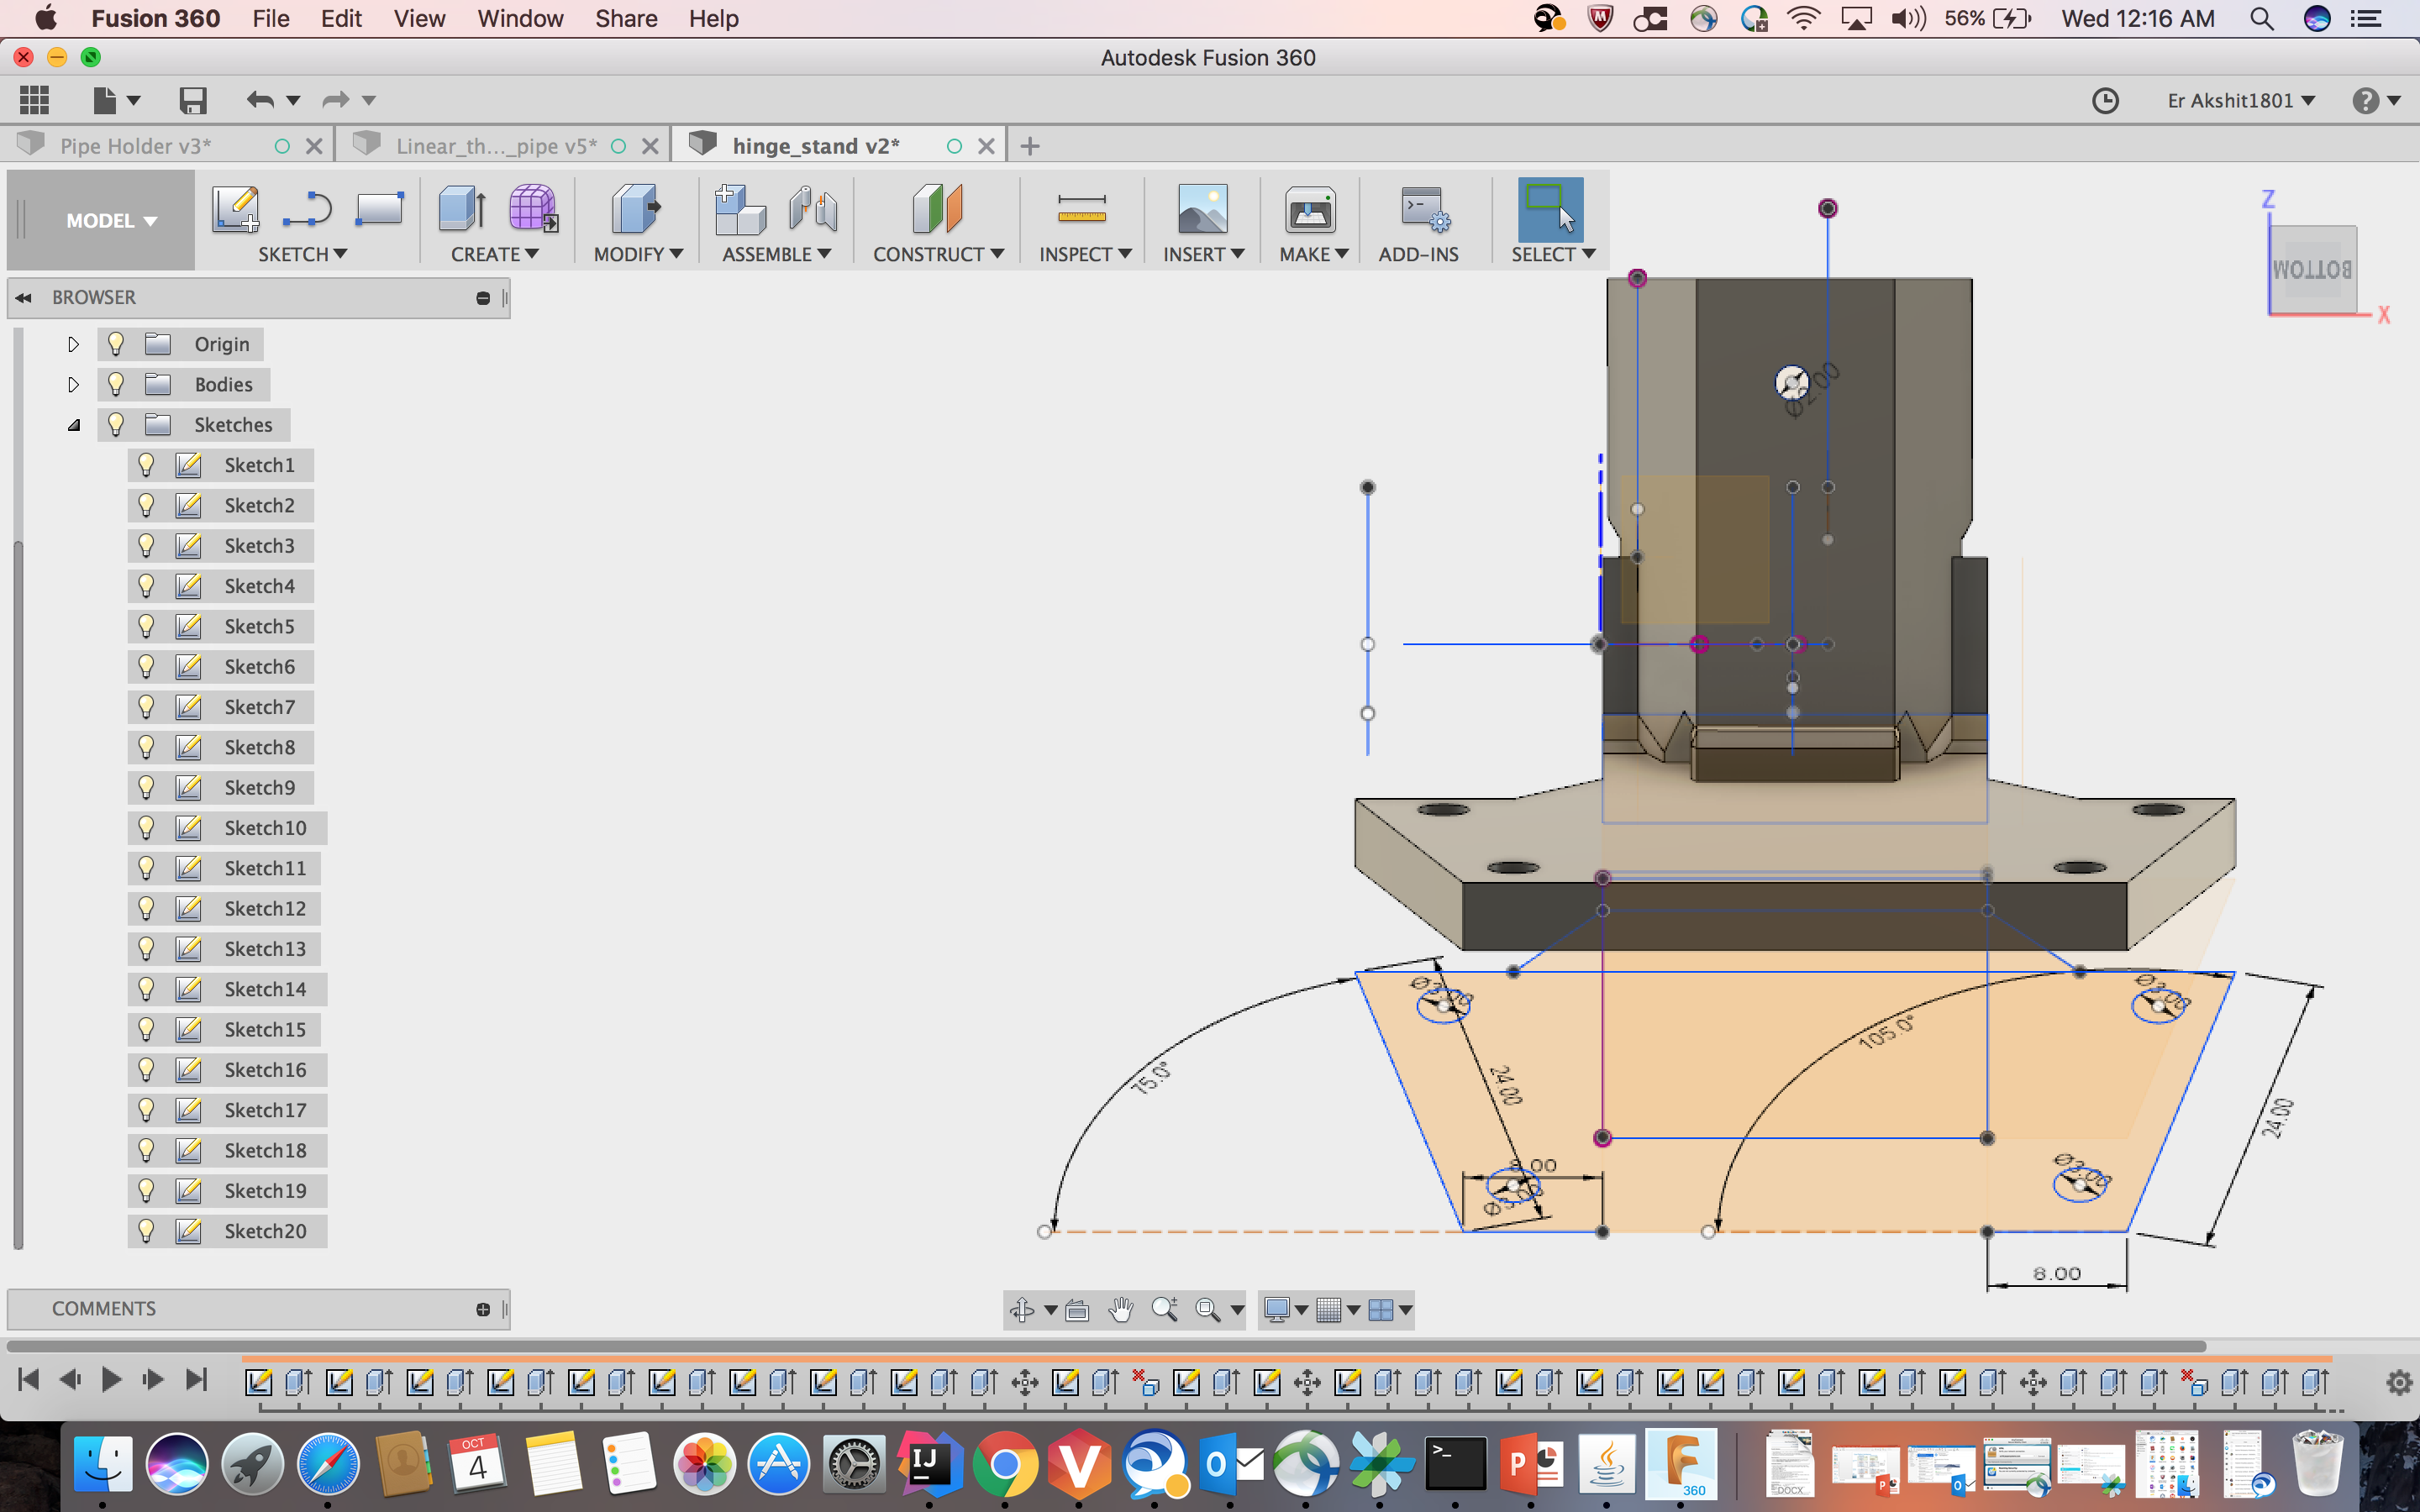 Fusion 360 File Edit View Window Share Help 56% Wed 12:16 AM
Autodesk Fusion 360
Er Akshit1801
Pipe Holder v3* Linear_th..._pipe v5* hinge_stand v2*
MODEL SKETCH CREATE MODIFY ASSEMBLE CONSTRUCT INSPECT INSERT MAKE ADD-INS SELECT
Z
BOTTOM
X
BROWSER
Origin
Bodies
Sketches
Sketch1
Sketch2
Sketch3
Sketch4
Sketch5
Sketch6
Sketch7
Sketch8
Sketch9
Sketch10
Sketch11
Sketch12
Sketch13
Sketch14
Sketch15
Sketch16
Sketch17
Sketch18
Sketch19
Sketch20
Ø2.00
75.0°
24.00
105.0°
24.00
8.00
COMMENTS
OCT
4
IJ
P
360
DOCX